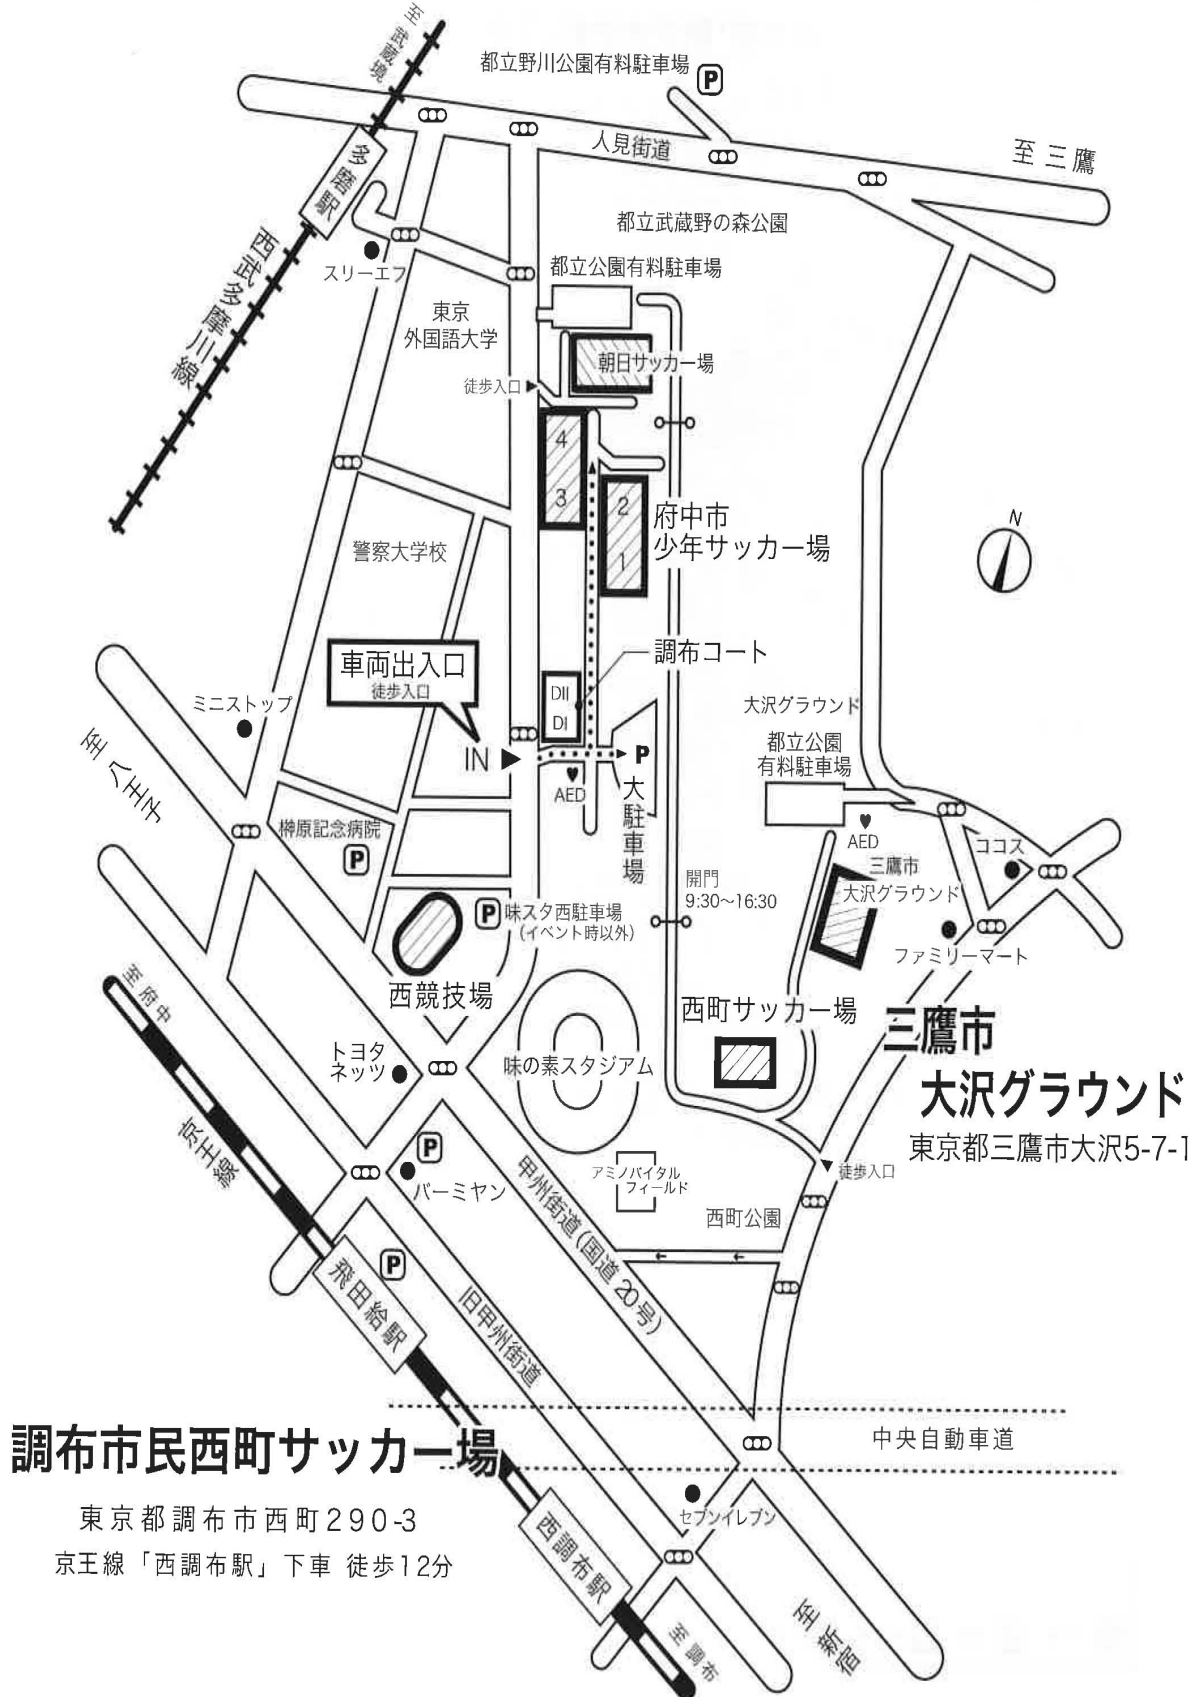 至武蔵境
都立野川公園有料駐車場 P
人見街道
至三鷹
多磨駅
都立武蔵野の森公園
西武多摩川線
スリーエフ
都立公園有料駐車場
東京
外国語大学
朝日サッカー場
徒歩入口
4
3
2
1
府中市
少年サッカー場
N
警察大学校
調布コート
車両出入口
徒歩入口
DII
DI
ミニストップ
至八王子
IN
P
大駐車場
AED
大沢グラウンド
都立公園
有料駐車場
AED
榊原記念病院
P
ココス
三鷹市
大沢グラウンド
開門
9:30〜16:30
P 味スタ西駐車場
(イベント時以外)
ファミリーマート
西競技場
西町サッカー場
三鷹市
大沢グラウンド
東京都三鷹市大沢5-7-1
至府中
トヨタ
ネッツ
味の素スタジアム
京王線
P
バーミヤン
甲州街道(国道20号)
アミノバイタル
フィールド
徒歩入口
西町公園
P
飛田給駅
旧甲州街道
中央自動車道
調布市民西町サッカー場
東京都調布市西町290-3
京王線「西調布駅」下車 徒歩12分
セブンイレブン
西調布駅
至調布
至新宿